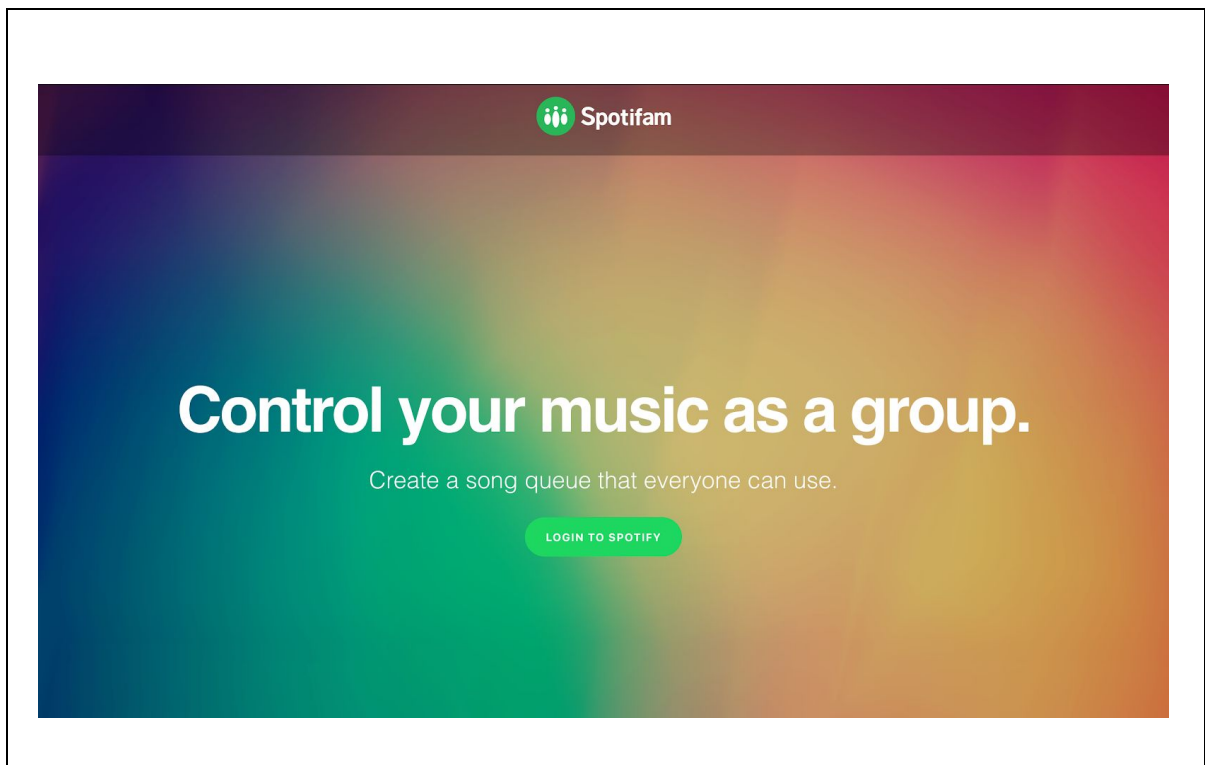 Spotifam
Control your music as a group.
Create a song queue that everyone can use.
LOGIN TO SPOTIFY